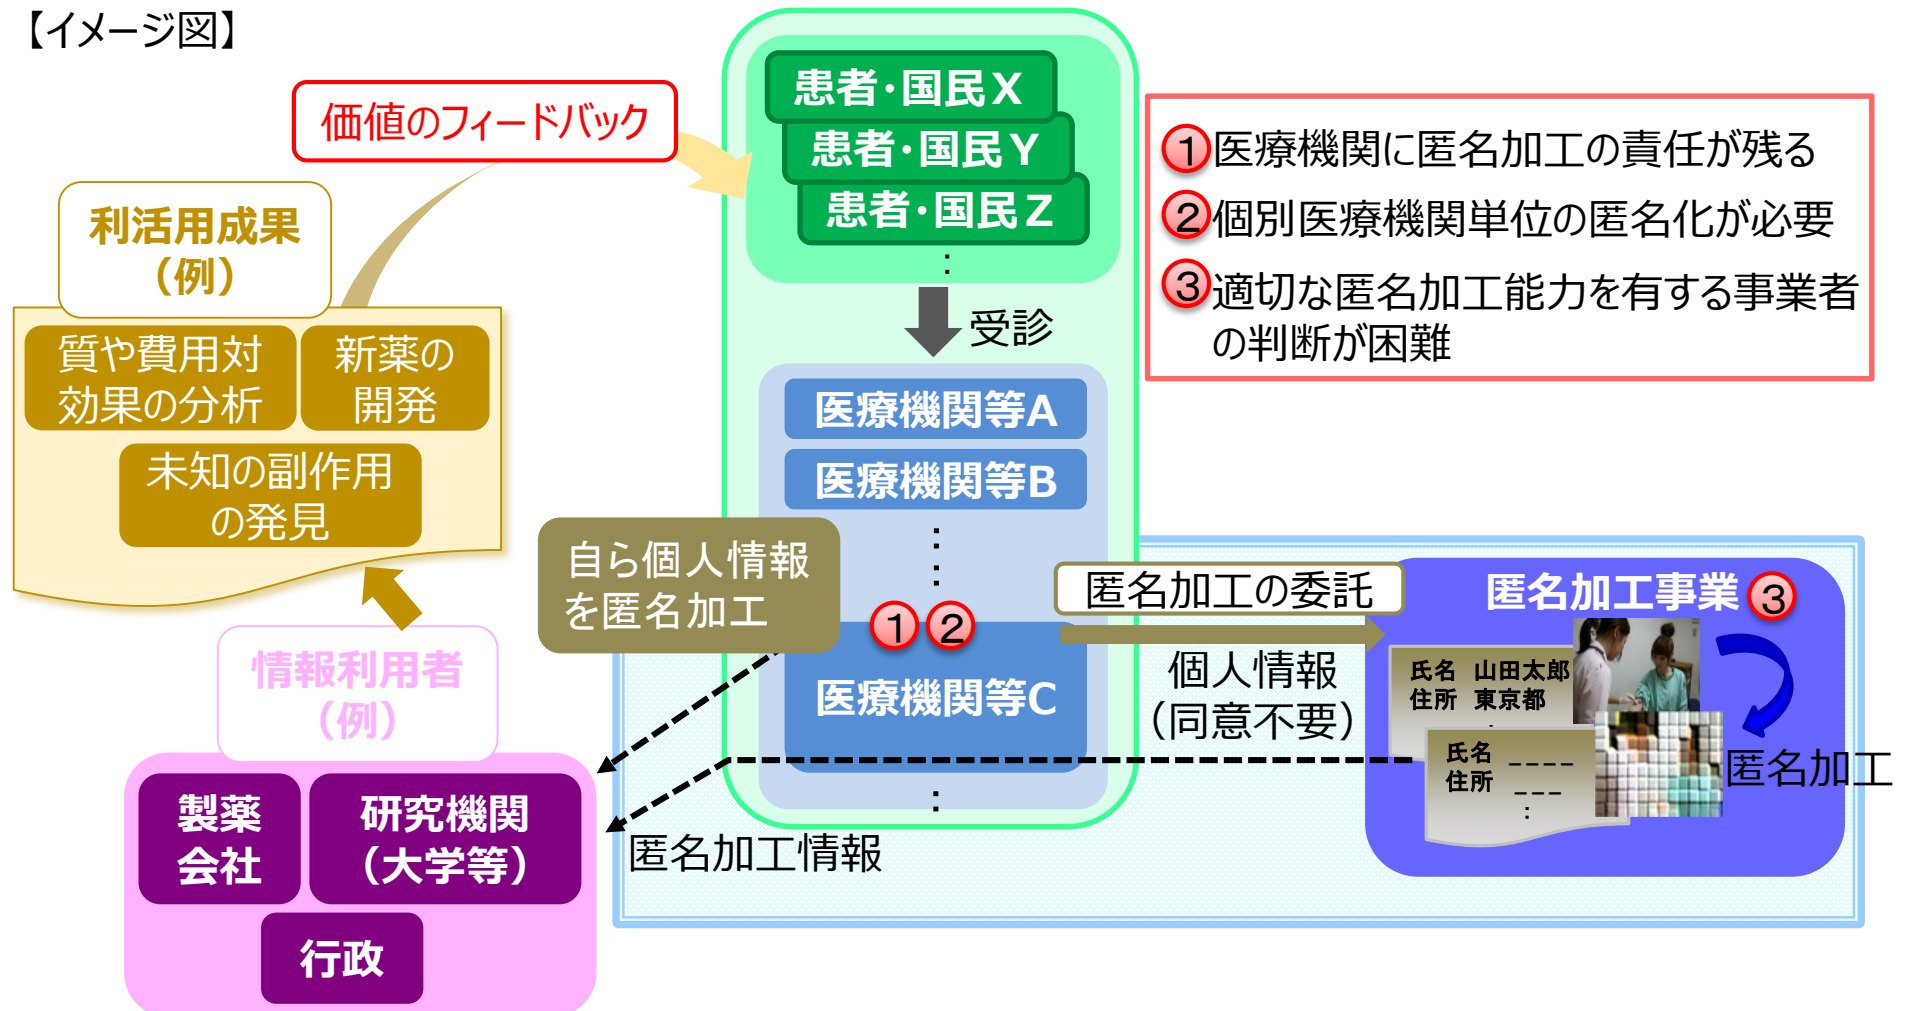 【イメージ図】
価値のフィードバック
患者・国民X
患者・国民Y
患者・国民Z
：
受診
①医療機関に匿名加工の責任が残る
②個別医療機関単位の匿名化が必要
③適切な匿名加工能力を有する事業者
の判断が困難
利活用成果
（例）
質や費用対
効果の分析
新薬の
開発
未知の副作用
の発見
医療機関等A
医療機関等B
自ら個人情報
を匿名加工
① ②
医療機関等C
：
匿名加工の委託
個人情報
（同意不要）
匿名加工事業 ③
氏名 山田太郎
住所 東京都
：
氏名 ----
住所 ---
：
匿名加工
匿名加工情報
情報利用者
（例）
製薬
会社
研究機関
（大学等）
行政